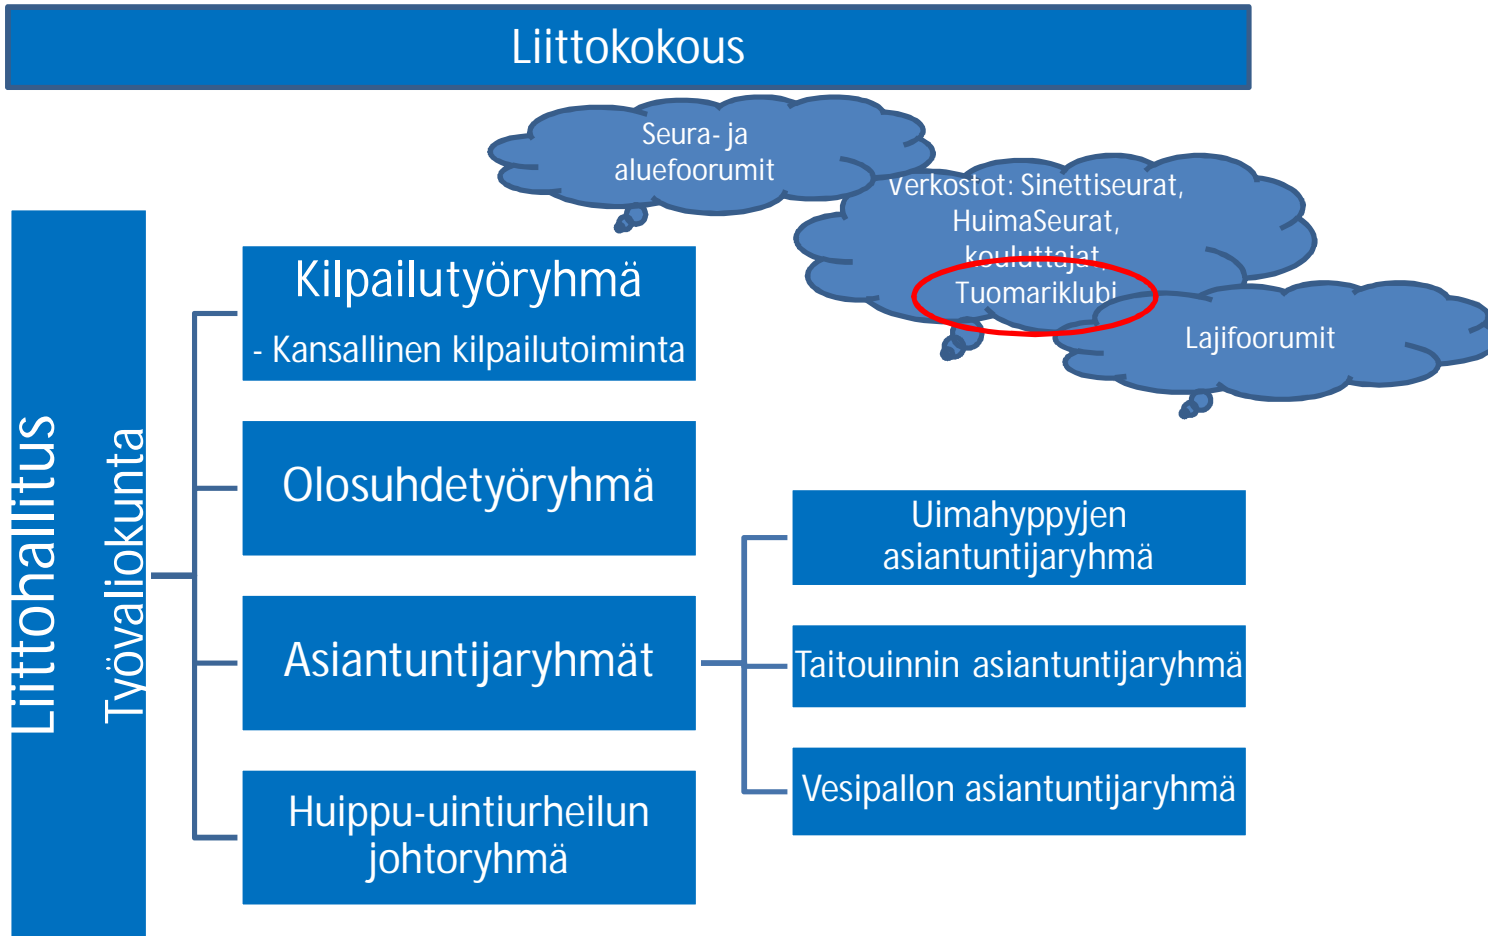 Liittokokous
Seura- ja
aluefoorumit
Verkostot: Sinettiseurat,
HuimaSeurat,
kouluttajat,
Tuomariklubi
Lajifoorumit
Liittohallitus
Työvaliokunta
Kilpailutyöryhmä
- Kansallinen kilpailutoiminta
Olosuhdetyöryhmä
Asiantuntijaryhmät
Huippu-uintiurheilun
johtoryhmä
Uimahyppyjen
asiantuntijaryhmä
Taitouinnin asiantuntijaryhmä
Vesipallon asiantuntijaryhmä